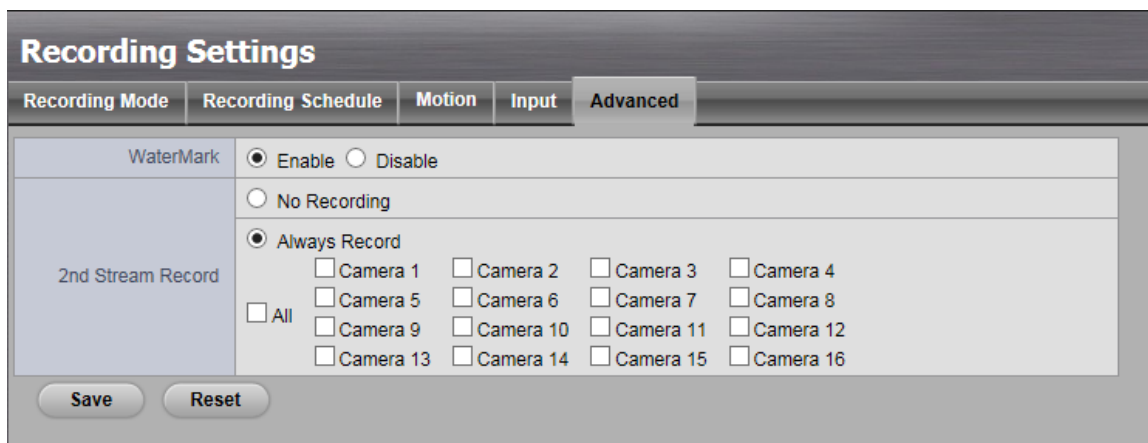 Recording Settings
Recording Mode Recording Schedule Motion Input Advanced
WaterMark Enable Disable
No Recording
2nd Stream Record
Always Record
All
Camera 1 Camera 2 Camera 3 Camera 4
Camera 5 Camera 6 Camera 7 Camera 8
Camera 9 Camera 10 Camera 11 Camera 12
Camera 13 Camera 14 Camera 15 Camera 16
Save Reset